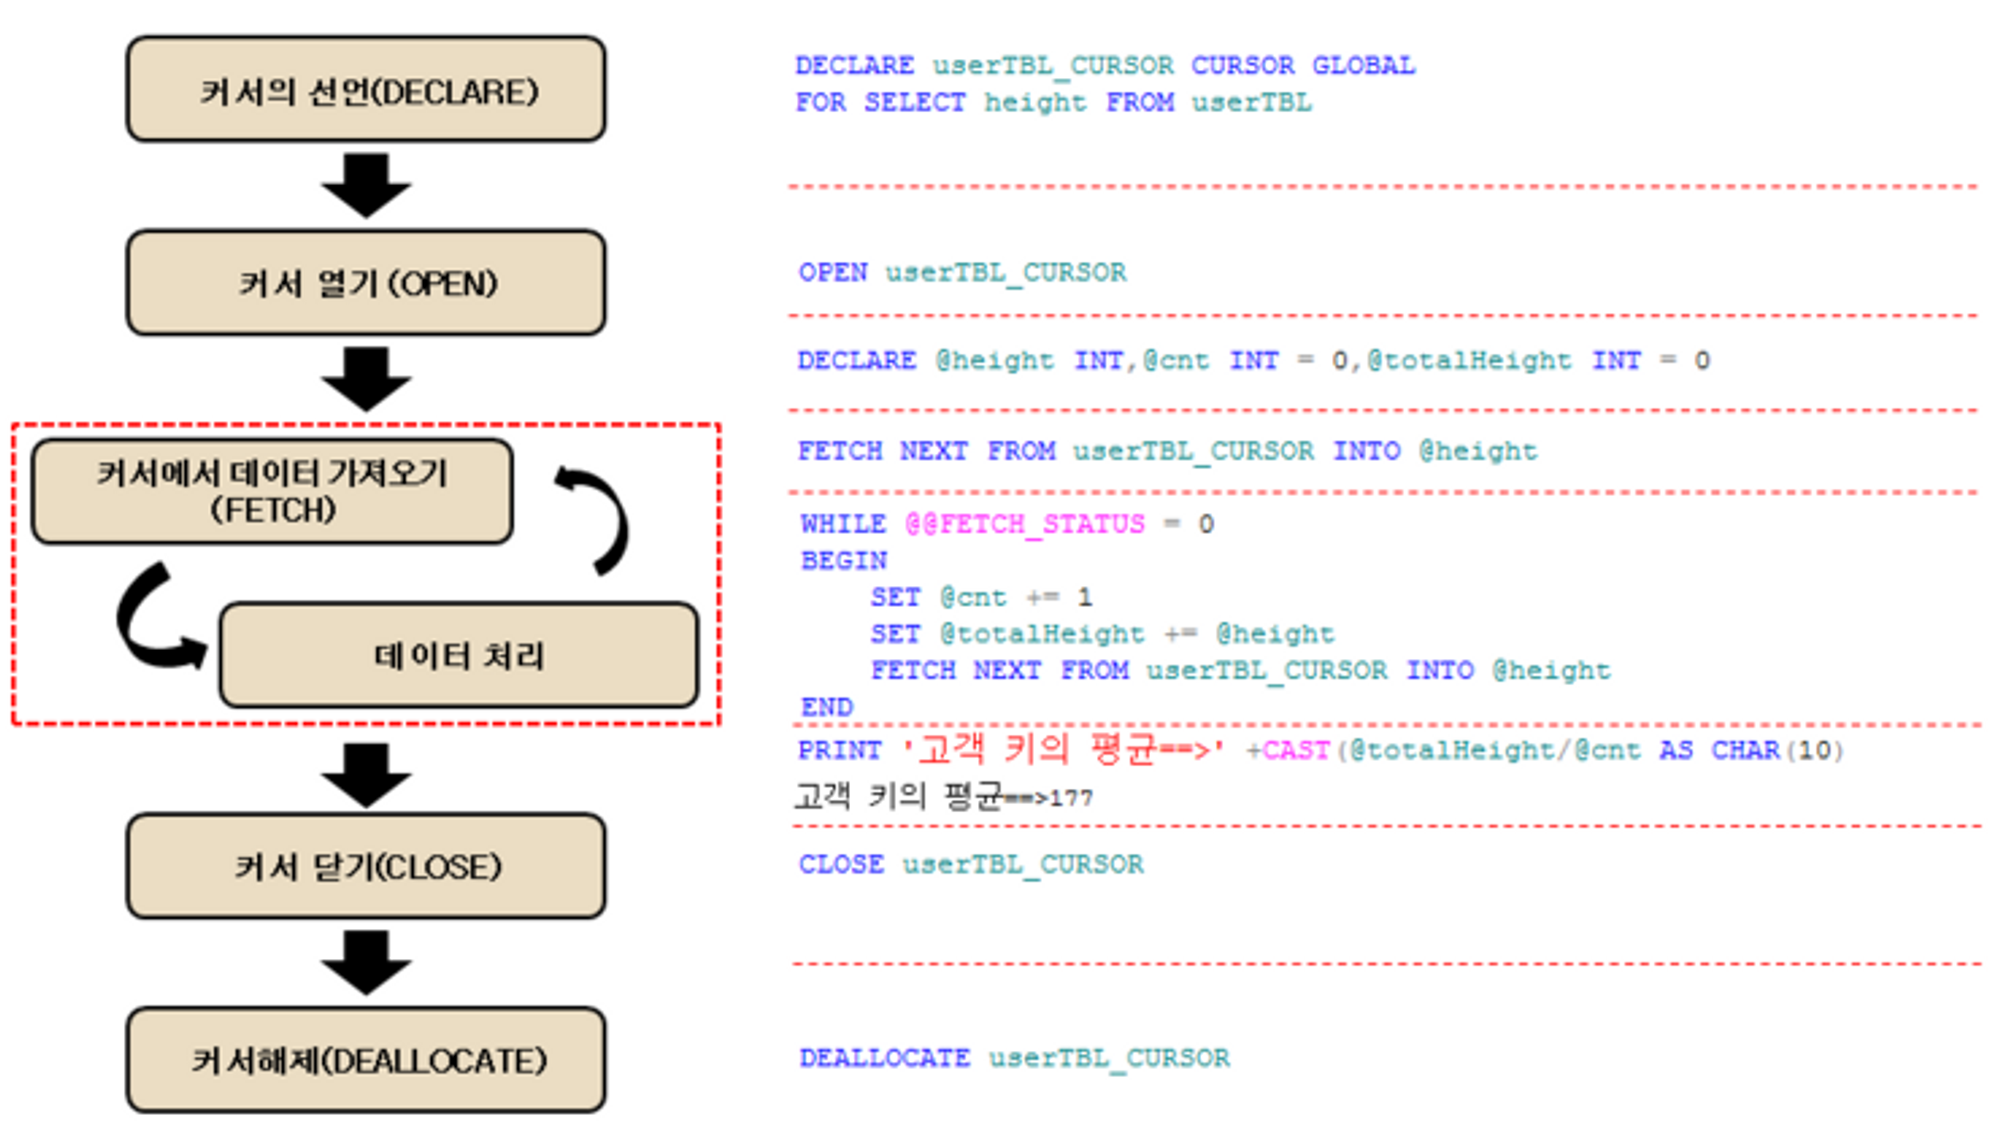 커서의 선언(DECLARE)
커서 열기(OPEN)
커서에서 데이터 가져오기
(FETCH)
데이터 처리
커서 닫기(CLOSE)
커서해제(DEALLOCATE)
DECLARE userTBL_CURSOR CURSOR GLOBAL
FOR SELECT height FROM userTBL
OPEN userTBL_CURSOR
DECLARE @height INT,@cnt INT = 0,@totalHeight INT = 0
FETCH NEXT FROM userTBL_CURSOR INTO @height
WHILE @@FETCH_STATUS = 0
BEGIN
SET @cnt += 1
SET @totalHeight += @height
FETCH NEXT FROM userTBL_CURSOR INTO @height
END
PRINT '고객 키의 평균==>' +CAST(@totalHeight/@cnt AS CHAR(10)
고객 키의 평균==>177
CLOSE userTBL_CURSOR
DEALLOCATE userTBL_CURSOR